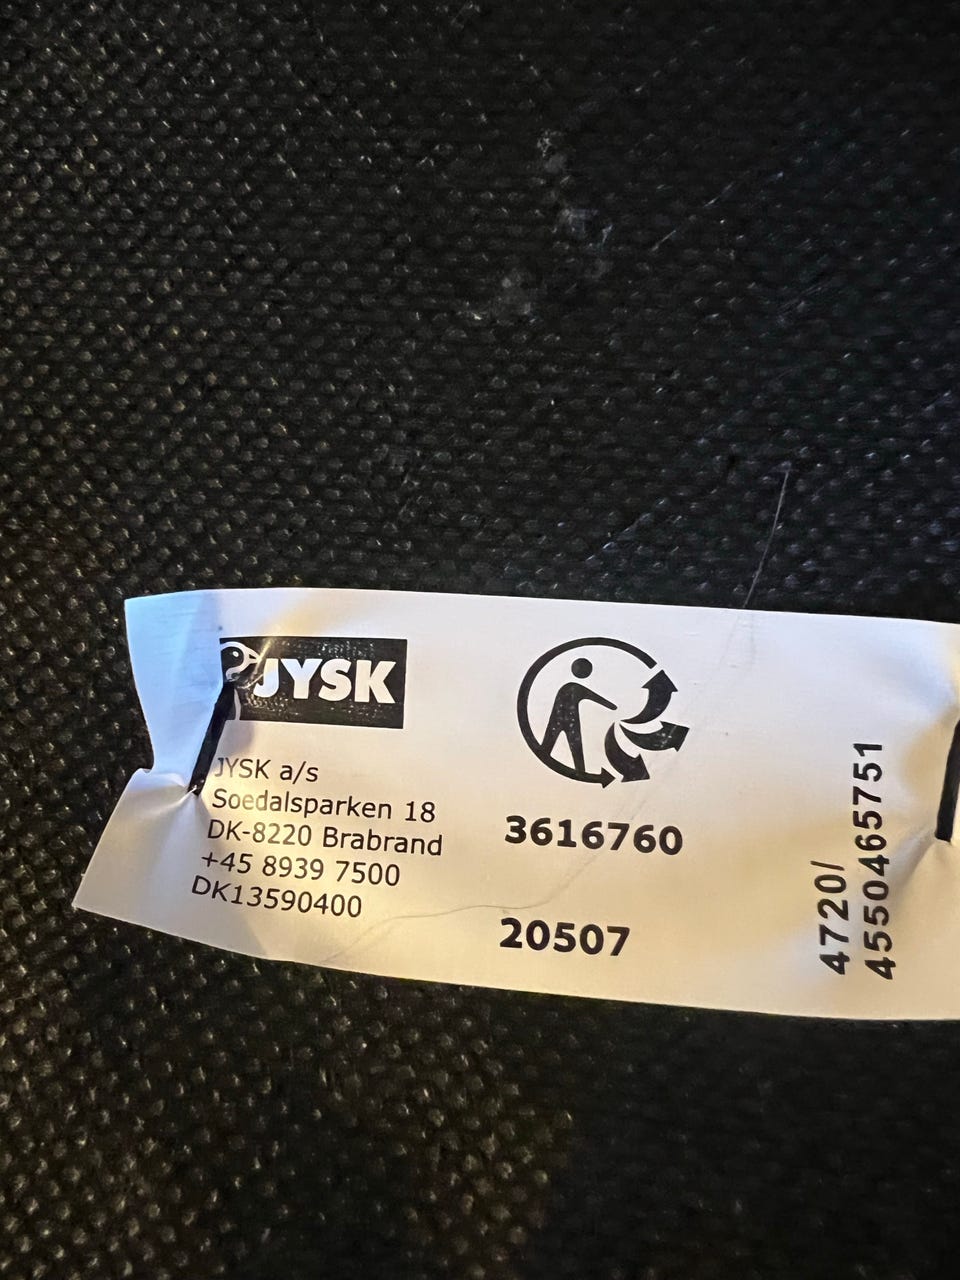 JYSK
JYSK a/s
Soedalsparken 18
DK-8220 Brabrand
+45 8939 7500
DK13590400
3616760
20507
4720/
4550465751